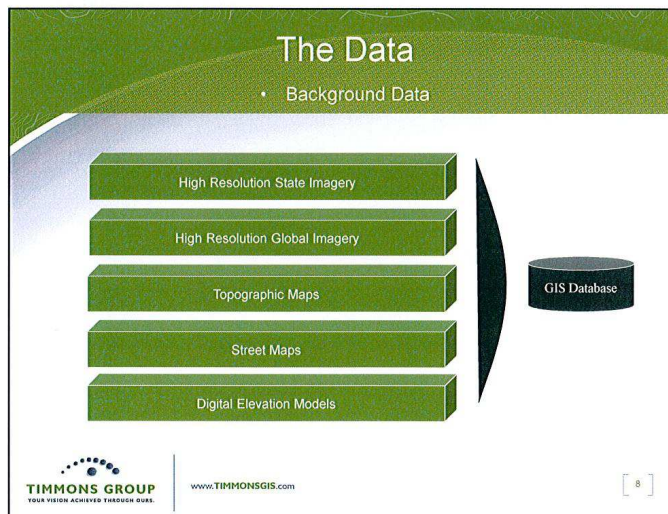 The Data
• Background Data
High Resolution State Imagery
High Resolution Global Imagery
Topographic Maps
Street Maps
Digital Elevation Models
GIS Database
TIMMONS GROUP
YOUR VISION ACHIEVED THROUGH OURS.
www.TIMMONSGIS.com
8